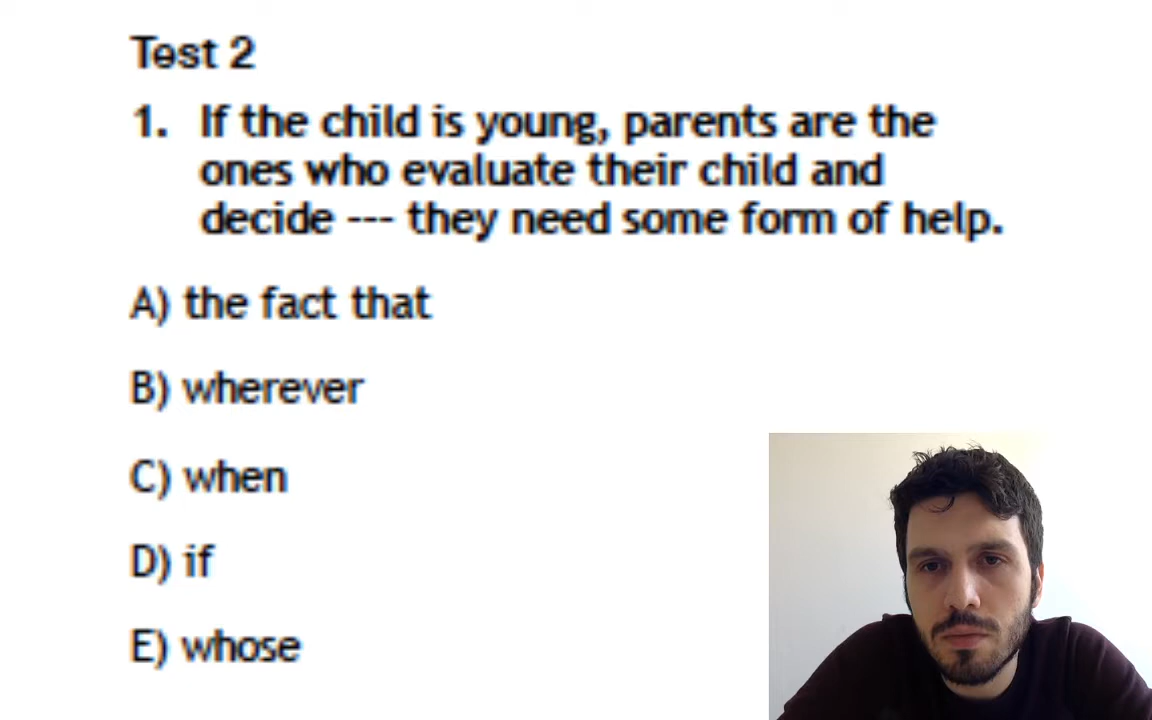 Test 2
1. If the child is young, parents are the
ones who evaluate their child and
decide --- they need some form of help.
A) the fact that
B) wherever
C) when
D) if
E) whose